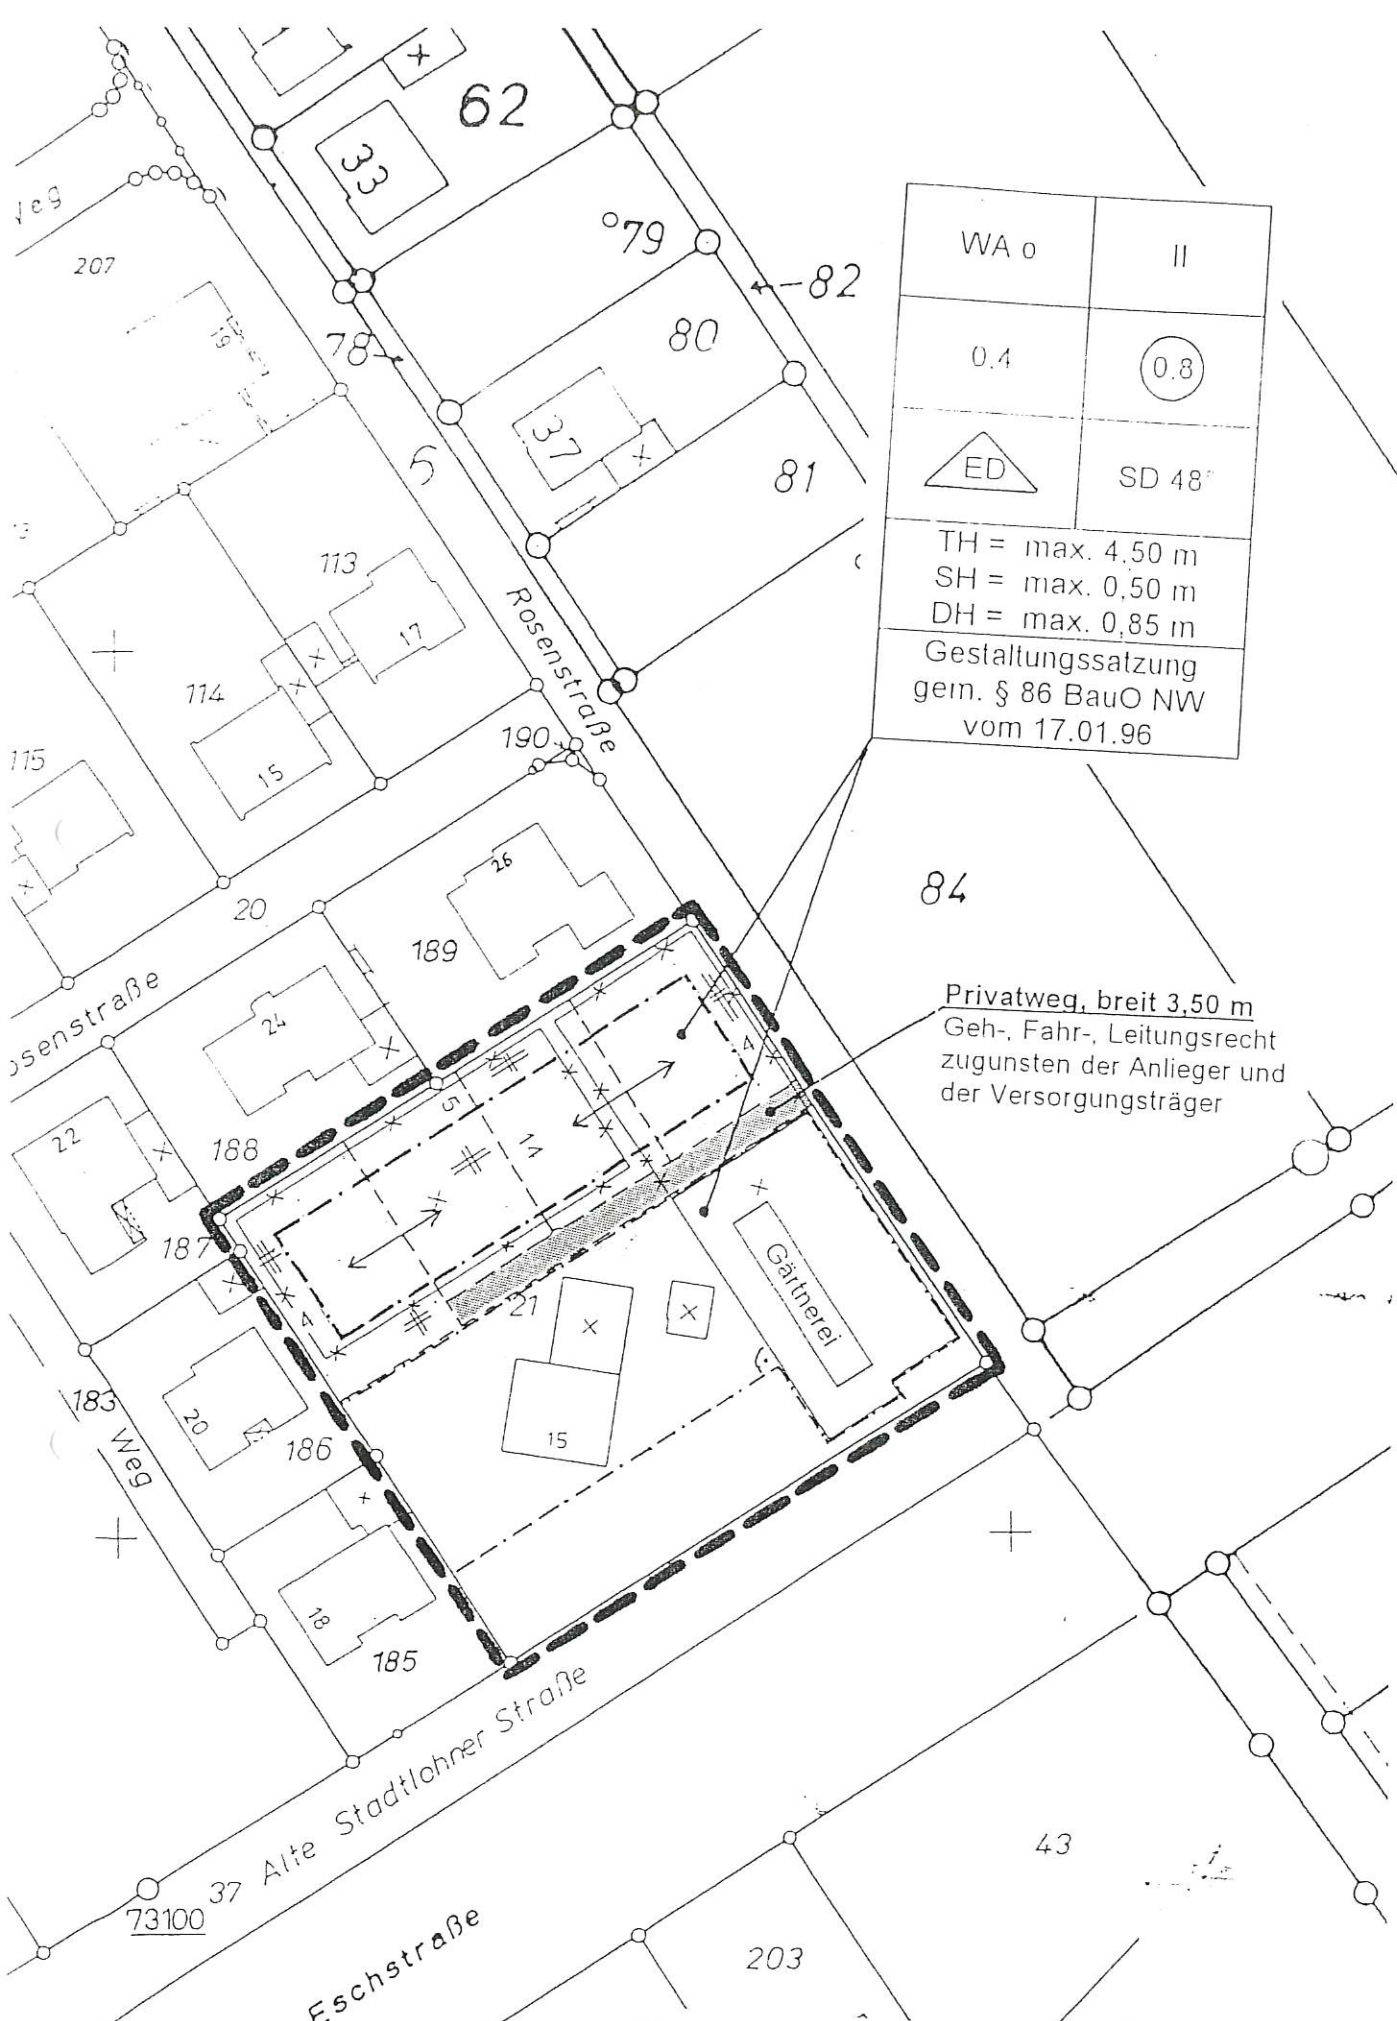 62
33
°79
82
207
19
78
80
37
5
81
113
17
114
15
115
Rosenstraße
190
20
26
189
24
22
188
187
183
Weg
20
186
18
185
5
14
4
4
21
15
Gärtnerei
84
WA o
II
0.4
0.8
ED
SD 48°
TH = max. 4,50 m
SH = max. 0,50 m
DH = max. 0,85 m
Gestaltungssatzung
gem. § 86 BauO NW
vom 17.01.96
Privatweg, breit 3,50 m
Geh-, Fahr-, Leitungsrecht
zugunsten der Anlieger und
der Versorgungsträger
osenstraße
37 Alte Stadtlohner Straße
73100
Eschstraße
203
43